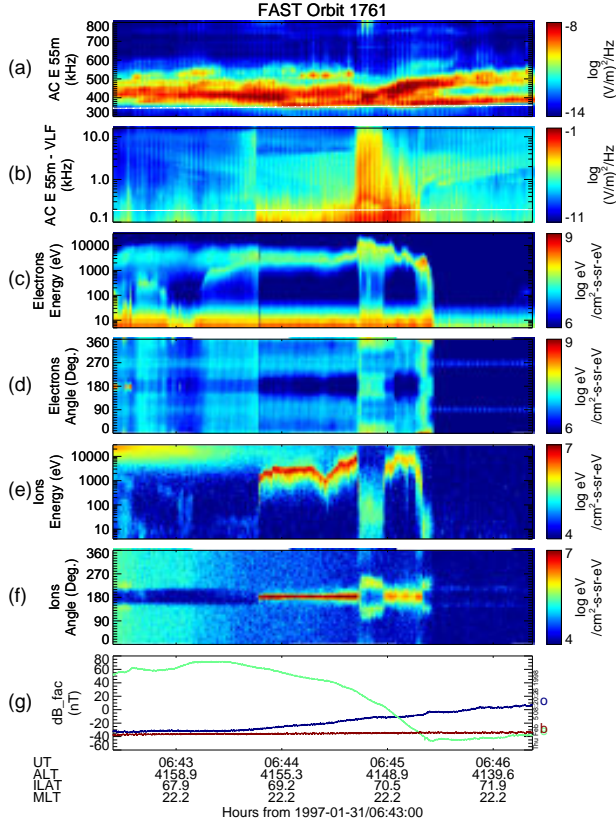 FAST Orbit 1761
(a)
AC E 55m
(kHz)
800
700
600
500
400
300
-8
-14
log
(V/m)²/Hz
(b)
AC E 55m - VLF
(kHz)
10.0
1.0
0.1
-1
-11
log
(V/m)²/Hz
(c)
Electrons
Energy (eV)
10000
1000
100
10
9
6
log eV
/cm²-s-sr-eV
(d)
Electrons
Angle (Deg.)
360
270
180
90
0
9
6
log eV
/cm²-s-sr-eV
(e)
Ions
Energy (eV)
10000
1000
100
10
7
4
log eV
/cm²-s-sr-eV
(f)
Ions
Angle (Deg.)
360
270
180
90
0
7
4
log eV
/cm²-s-sr-eV
(g)
dB_fac
(nT)
80
60
40
20
0
-20
-40
-60
o
b
UT 06:43 06:44 06:45 06:46
ALT 4158.9 4155.3 4148.9 4139.6
ILAT 67.9 69.2 70.5 71.9
MLT 22.2 22.2 22.2 22.2
Hours from 1997-01-31/06:43:00